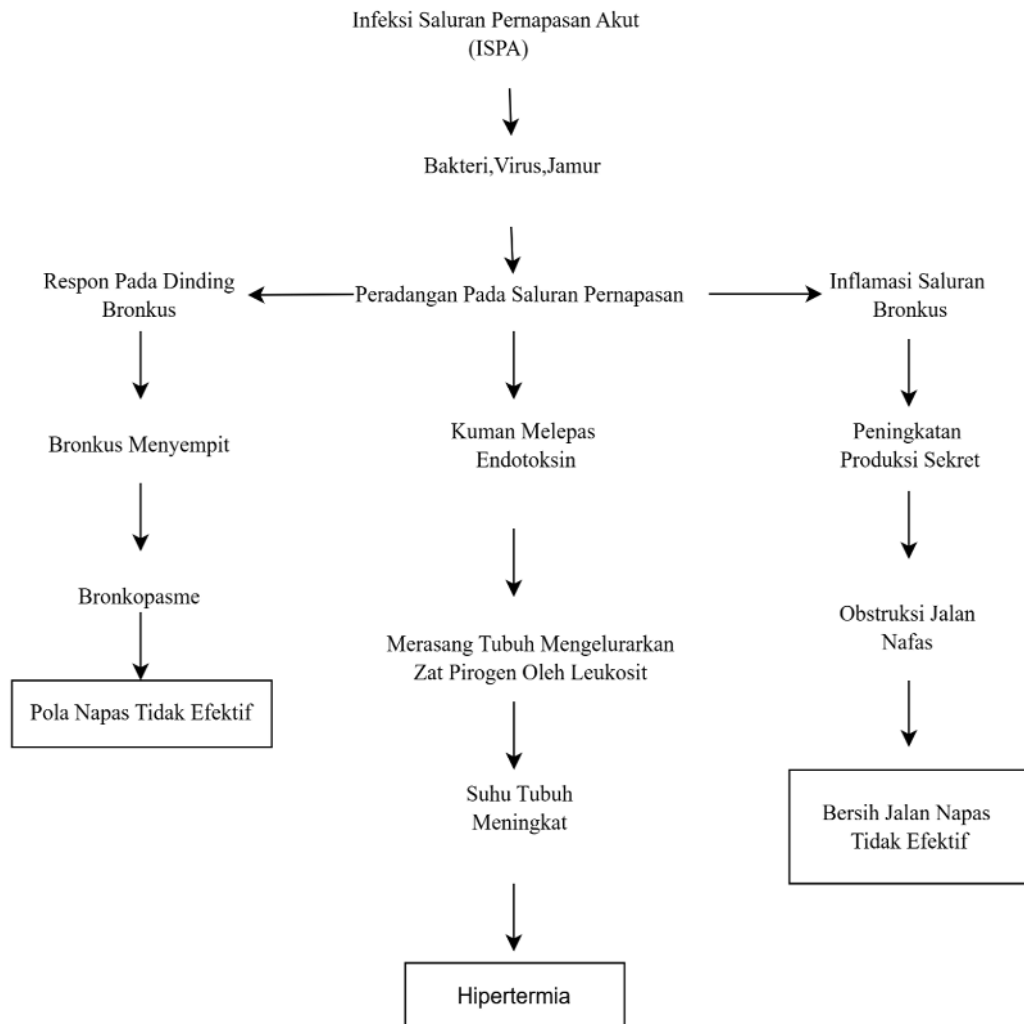 Infeksi Saluran Pernapasan Akut
(ISPA)
Bakteri,Virus,Jamur
Respon Pada Dinding
Bronkus
Peradangan Pada Saluran Pernapasan
Inflamasi Saluran
Bronkus
Bronkus Menyempit
Kuman Melepas
Endotoksin
Peningkatan
Produksi Sekret
Bronkopasme
Merasang Tubuh Mengelurarkan
Zat Pirogen Oleh Leukosit
Obstruksi Jalan
Nafas
Pola Napas Tidak Efektif
Suhu Tubuh
Meningkat
Bersih Jalan Napas
Tidak Efektif
Hipertermia